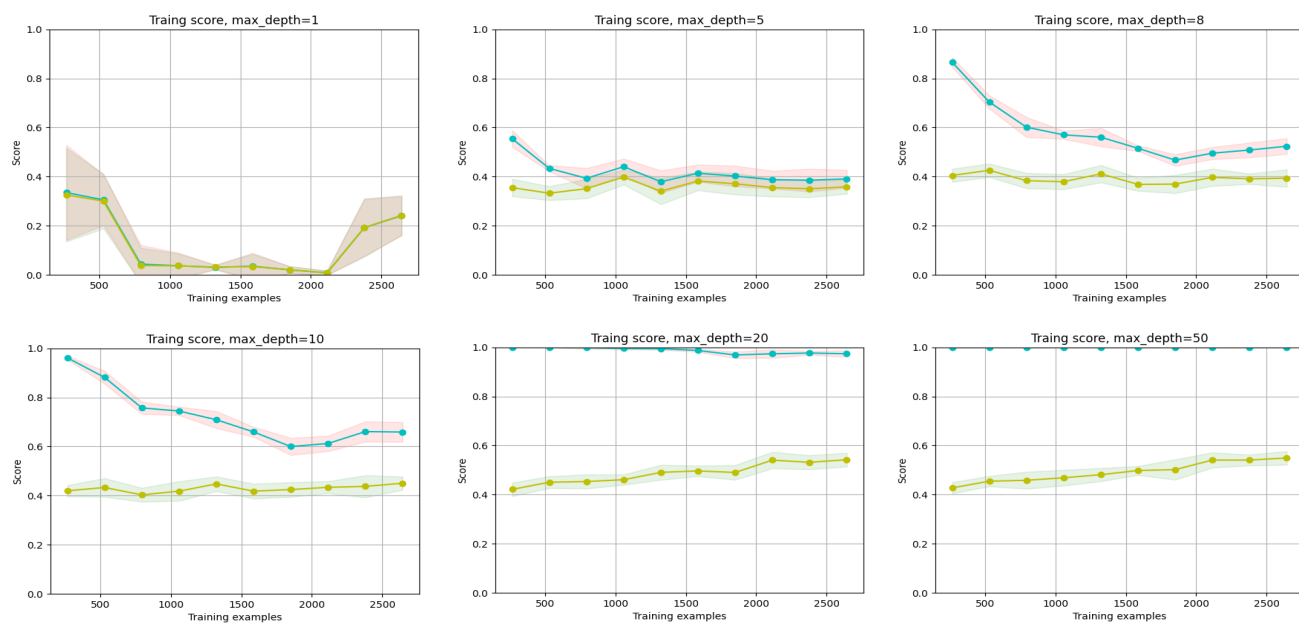 Traing score, max_depth=1
1.0
0.8
0.6
0.4
0.2
0.0
Score
500 1000 1500 2000 2500
Training examples
Traing score, max_depth=5
1.0
0.8
0.6
0.4
0.2
0.0
Score
500 1000 1500 2000 2500
Training examples
Traing score, max_depth=8
1.0
0.8
0.6
0.4
0.2
0.0
Score
500 1000 1500 2000 2500
Training examples
Traing score, max_depth=10
1.0
0.8
0.6
0.4
0.2
0.0
Score
500 1000 1500 2000 2500
Training examples
Traing score, max_depth=20
1.0
0.8
0.6
0.4
0.2
0.0
Score
500 1000 1500 2000 2500
Training examples
Traing score, max_depth=50
1.0
0.8
0.6
0.4
0.2
0.0
Score
500 1000 1500 2000 2500
Training examples